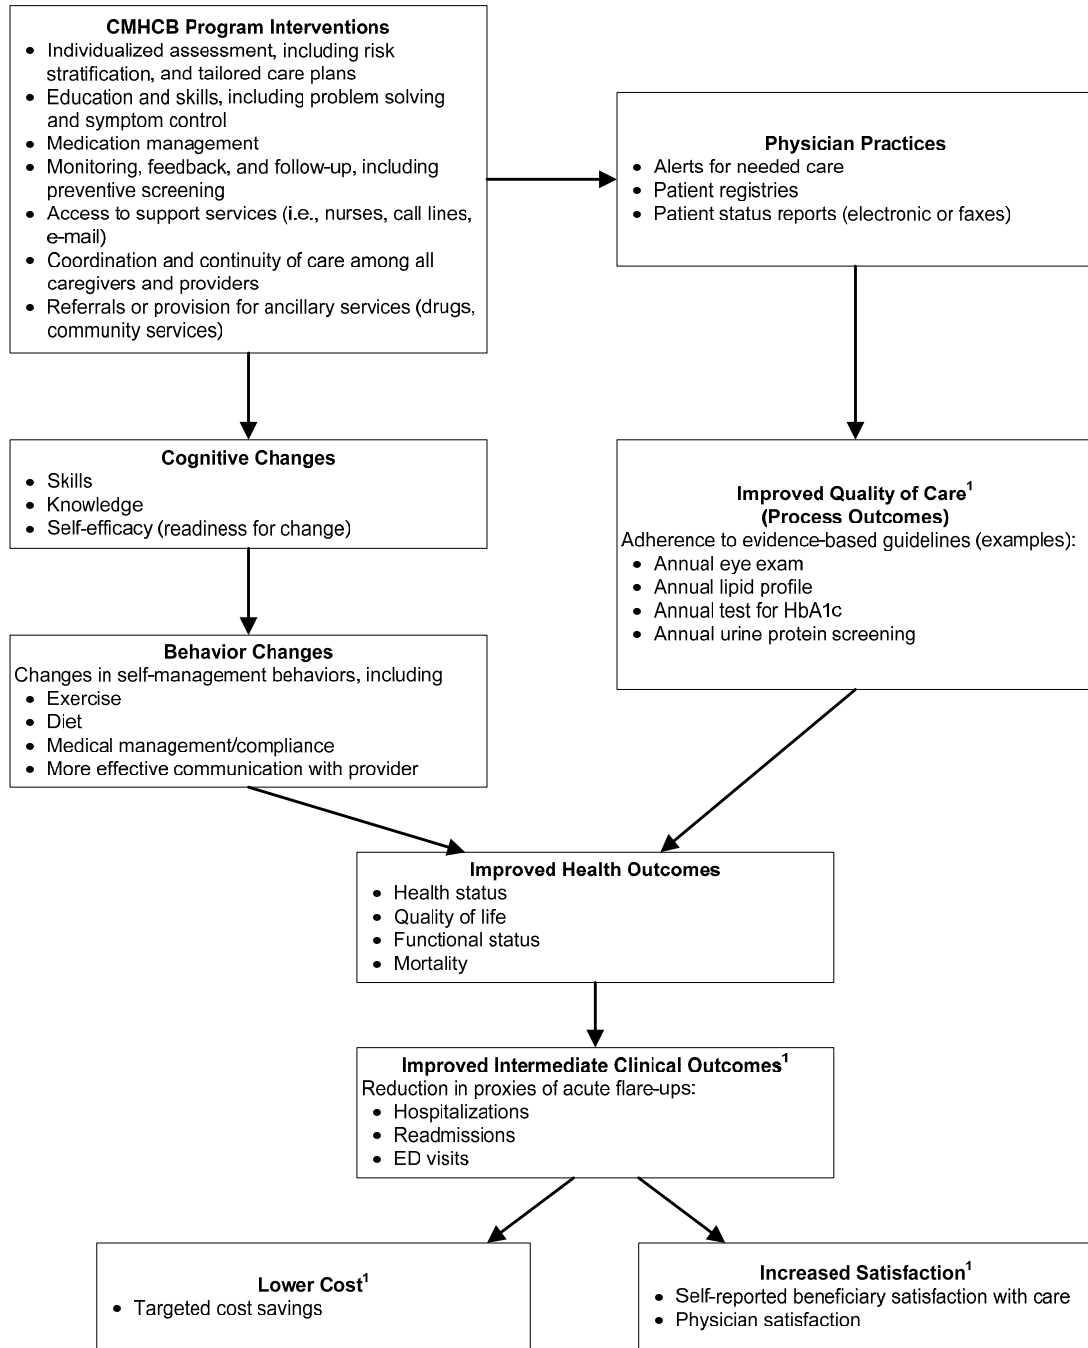 CMHCB Program Interventions
• Individualized assessment, including risk
stratification, and tailored care plans
• Education and skills, including problem solving
and symptom control
• Medication management
• Monitoring, feedback, and follow-up, including
preventive screening
• Access to support services (i.e., nurses, call lines,
e-mail)
• Coordination and continuity of care among all
caregivers and providers
• Referrals or provision for ancillary services (drugs,
community services)
Physician Practices
• Alerts for needed care
• Patient registries
• Patient status reports (electronic or faxes)
Cognitive Changes
• Skills
• Knowledge
• Self-efficacy (readiness for change)
Improved Quality of Care¹
(Process Outcomes)
Adherence to evidence-based guidelines (examples):
• Annual eye exam
• Annual lipid profile
• Annual test for HbA1c
• Annual urine protein screening
Behavior Changes
Changes in self-management behaviors, including
• Exercise
• Diet
• Medical management/compliance
• More effective communication with provider
Improved Health Outcomes
• Health status
• Quality of life
• Functional status
• Mortality
Improved Intermediate Clinical Outcomes¹
Reduction in proxies of acute flare-ups:
• Hospitalizations
• Readmissions
• ED visits
Lower Cost¹
• Targeted cost savings
Increased Satisfaction¹
• Self-reported beneficiary satisfaction with care
• Physician satisfaction